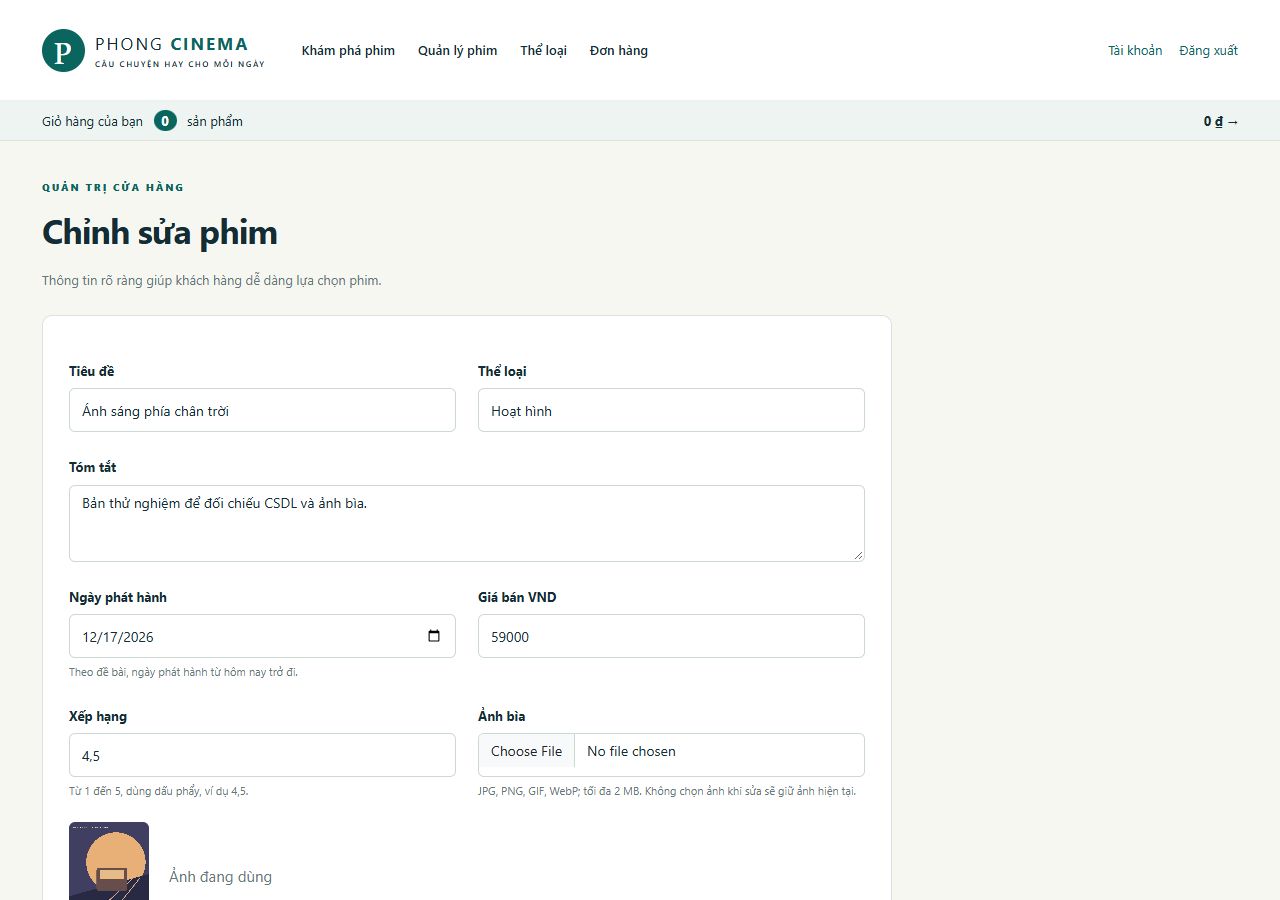 P
PHONG CINEMA
CÂU CHUYỆN HAY CHO MỖI NGÀY
Khám phá phim
Quản lý phim
Thể loại
Đơn hàng
Tài khoản
Đăng xuất
Giỏ hàng của bạn 0 sản phẩm
0 ₫ →
QUẢN TRỊ CỬA HÀNG
Chỉnh sửa phim
Thông tin rõ ràng giúp khách hàng dễ dàng lựa chọn phim.
Tiêu đề
Ánh sáng phía chân trời
Thể loại
Hoạt hình
Tóm tắt
Bản thử nghiệm để đối chiếu CSDL và ảnh bìa.
Ngày phát hành
12/17/2026
Theo đề bài, ngày phát hành từ hôm nay trở đi.
Giá bán VND
59000
Xếp hạng
4,5
Từ 1 đến 5, dùng dấu phẩy, ví dụ 4,5.
Ảnh bìa
Choose File No file chosen
JPG, PNG, GIF, WebP; tối đa 2 MB. Không chọn ảnh khi sửa sẽ giữ ảnh hiện tại.
Ảnh đang dùng